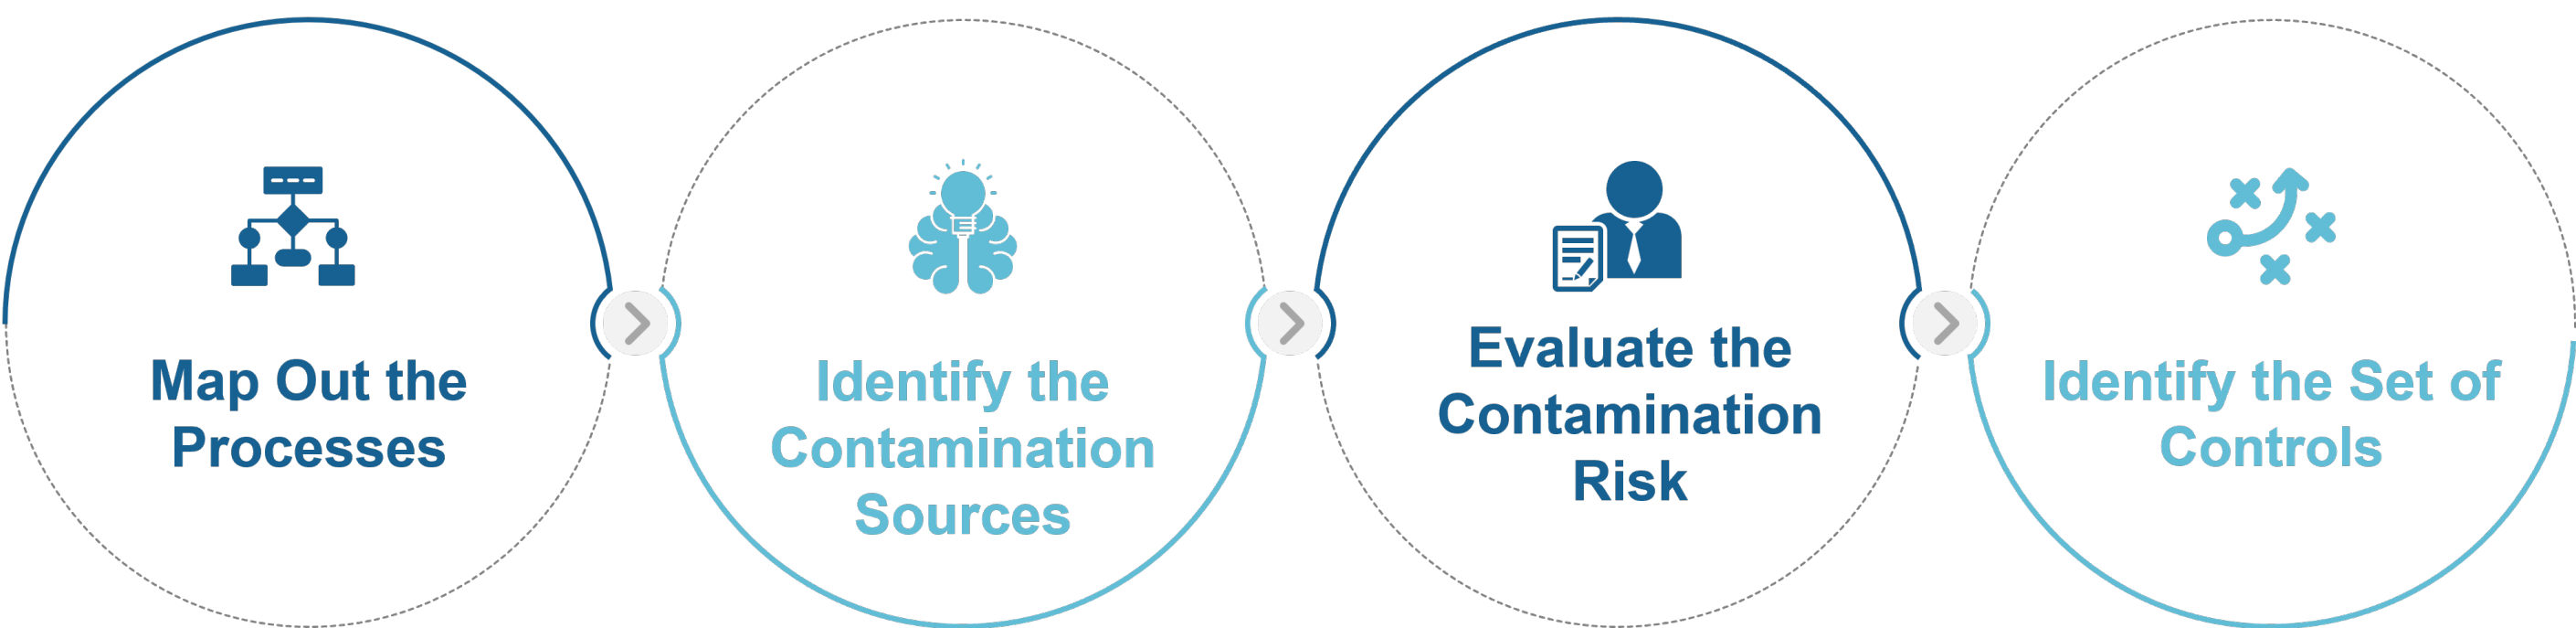 Map Out the
Processes
Identify the
Contamination
Sources
Evaluate the
Contamination
Risk
Identify the Set of
Controls